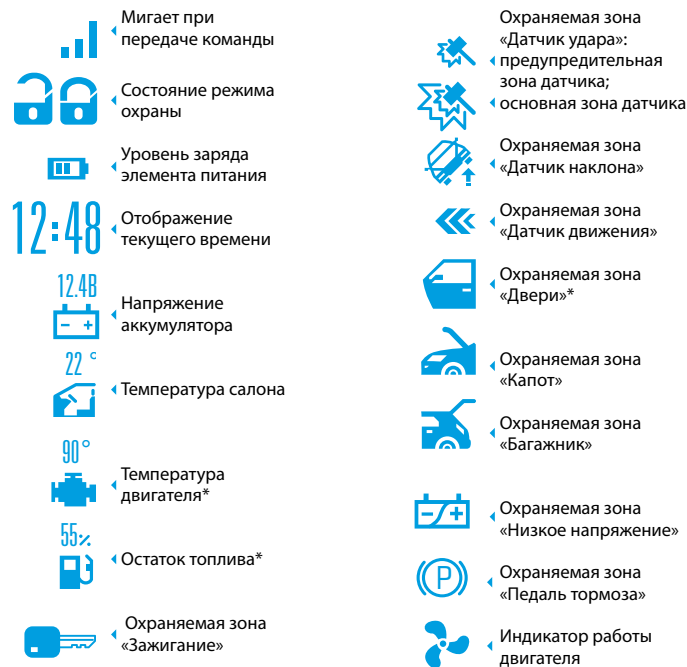 Мигает при
передаче команды
Состояние режима
охраны
Уровень заряда
элемента питания
12:48
Отображение
текущего времени
12.4В
Напряжение
аккумулятора
- +
22 °
Температура салона
90°
Температура
двигателя*
55%
Остаток топлива*
Охраняемая зона
«Зажигание»
Охраняемая зона
«Датчик удара»:
предупредительная
зона датчика;
основная зона датчика
Охраняемая зона
«Датчик наклона»
Охраняемая зона
«Датчик движения»
Охраняемая зона
«Двери»*
Охраняемая зона
«Капот»
Охраняемая зона
«Багажник»
- +
Охраняемая зона
«Низкое напряжение»
(P)
Охраняемая зона
«Педаль тормоза»
Индикатор работы
двигателя